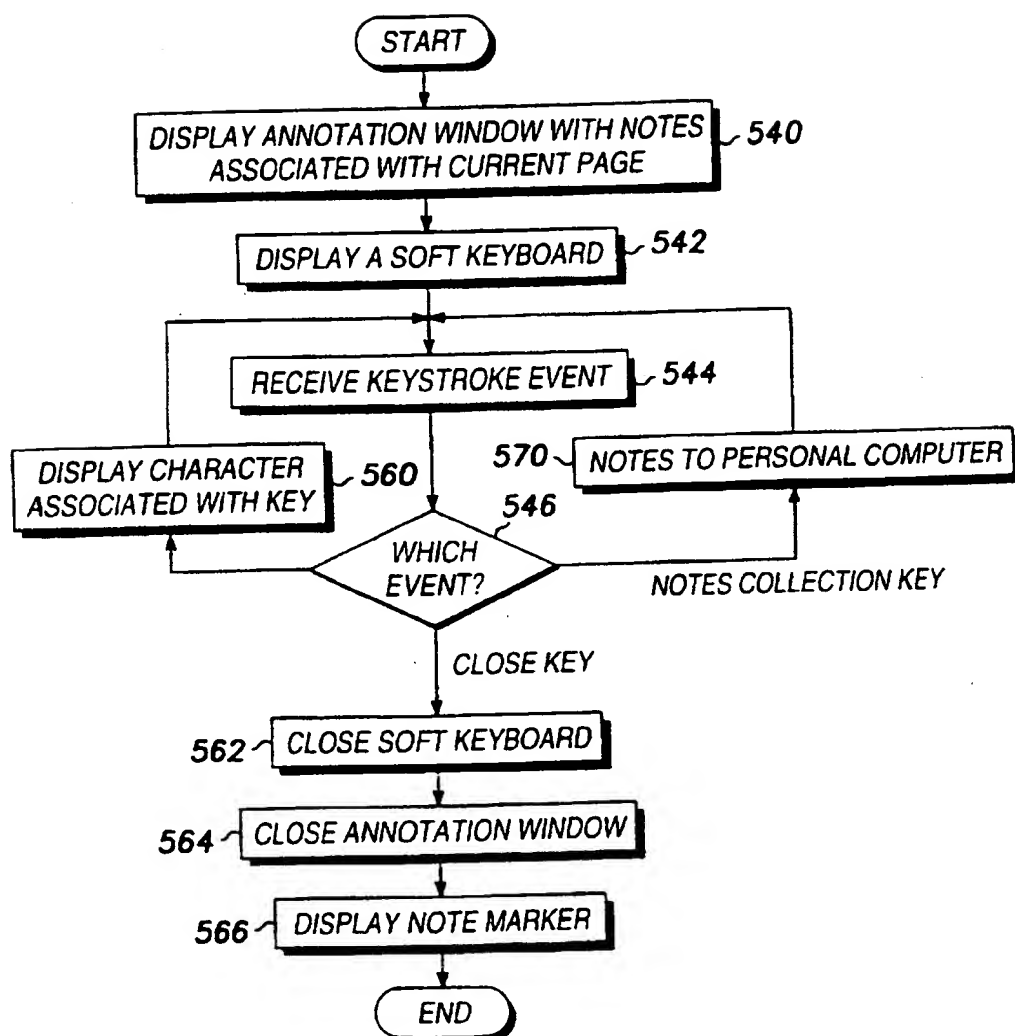 START
DISPLAY ANNOTATION WINDOW WITH NOTES
ASSOCIATED WITH CURRENT PAGE
540
DISPLAY A SOFT KEYBOARD
542
RECEIVE KEYSTROKE EVENT
544
DISPLAY CHARACTER
ASSOCIATED WITH KEY
560
570
NOTES TO PERSONAL COMPUTER
546
WHICH
EVENT?
NOTES COLLECTION KEY
CLOSE KEY
562
CLOSE SOFT KEYBOARD
564
CLOSE ANNOTATION WINDOW
566
DISPLAY NOTE MARKER
END